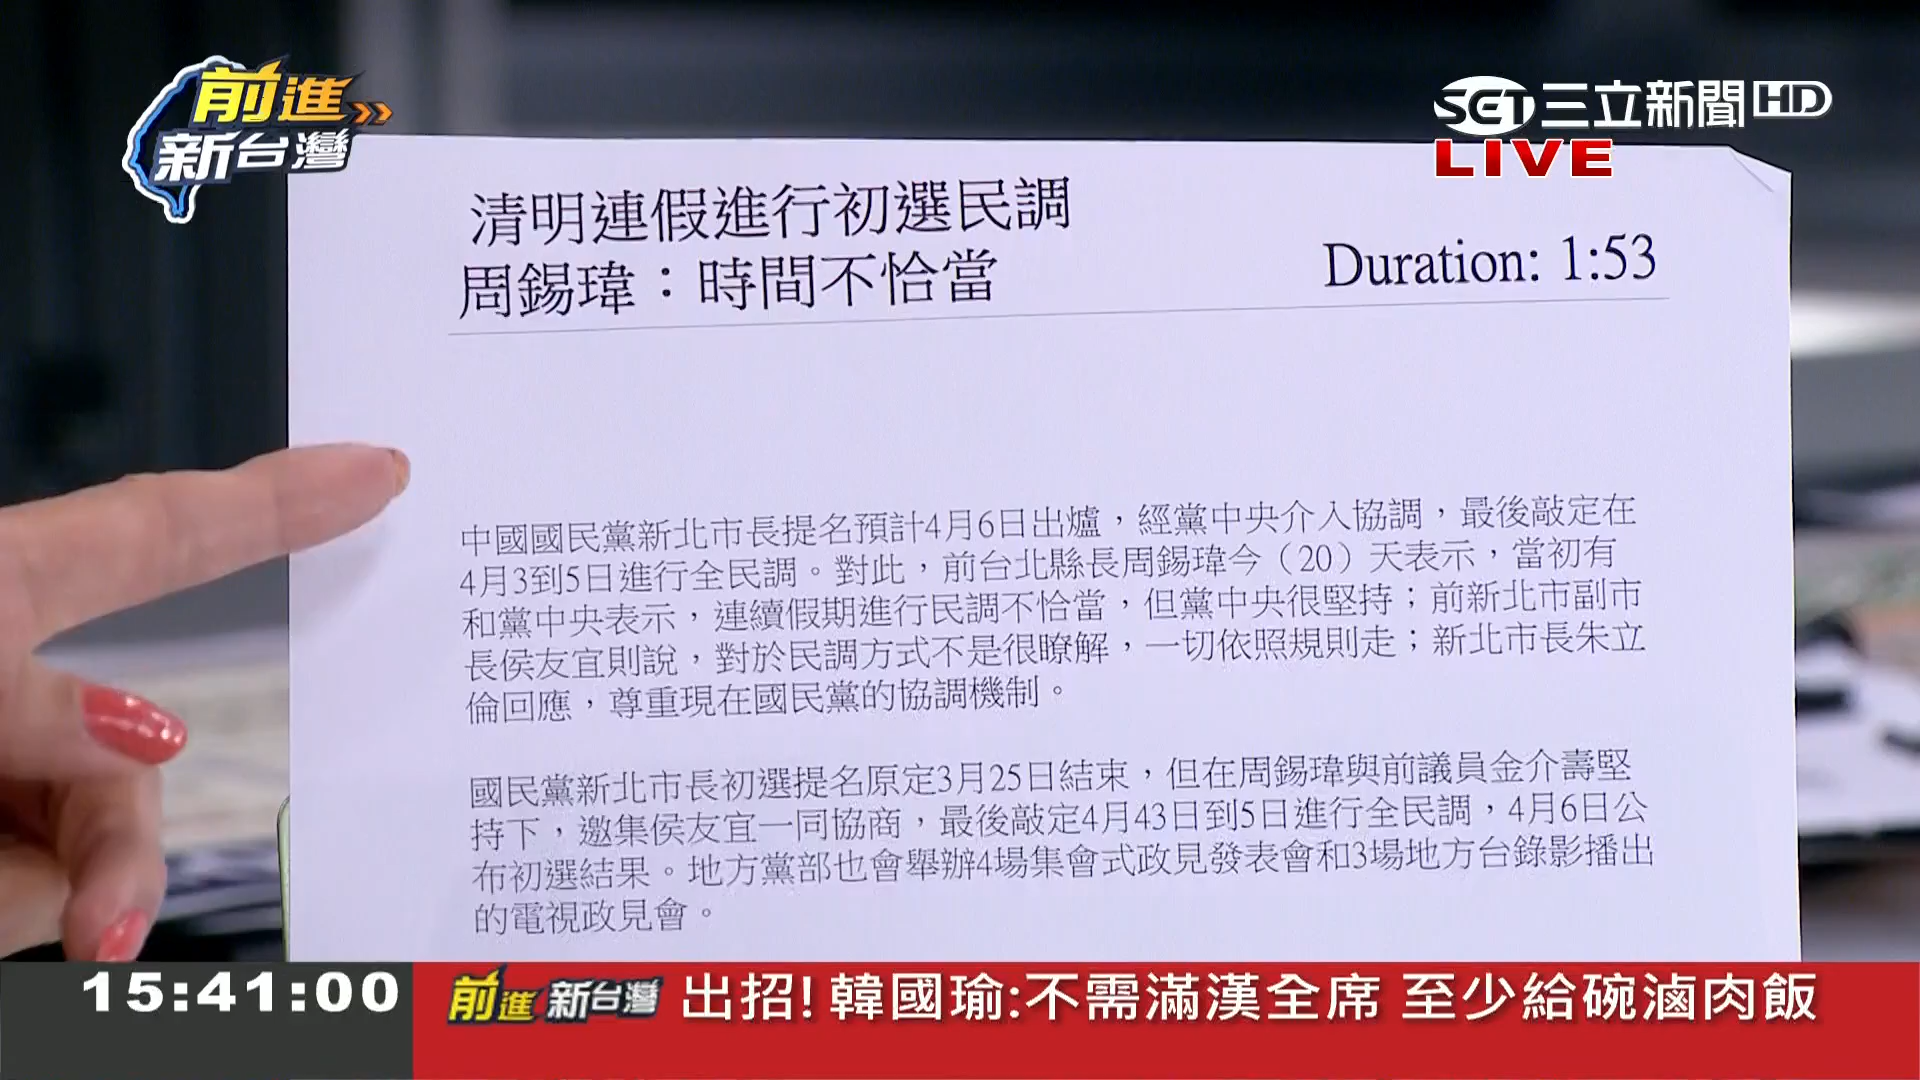 前進
新台灣
SET三立新聞HD
LIVE
清明連假進行初選民調
周錫瑋：時間不恰當
Duration: 1:53
中國國民黨新北市長提名預計4月6日出爐，經黨中央介入協調，最後敲定在
4月3到5日進行全民調。對此，前台北縣長周錫瑋今（20）天表示，當初有
和黨中央表示，連續假期進行民調不恰當，但黨中央很堅持；前新北市副市
長侯友宜則說，對於民調方式不是很瞭解，一切依照規則走；新北市長朱立
倫回應，尊重現在國民黨的協調機制。
國民黨新北市長初選提名原定3月25日結束，但在周錫瑋與前議員金介壽堅
持下，邀集侯友宜一同協商，最後敲定4月43日到5日進行全民調，4月6日公
布初選結果。地方黨部也會舉辦4場集會式政見發表會和3場地方台錄影播出
的電視政見會。
15:41:00
前進新台灣
出招!韓國瑜:不需滿漢全席 至少給碗滷肉飯